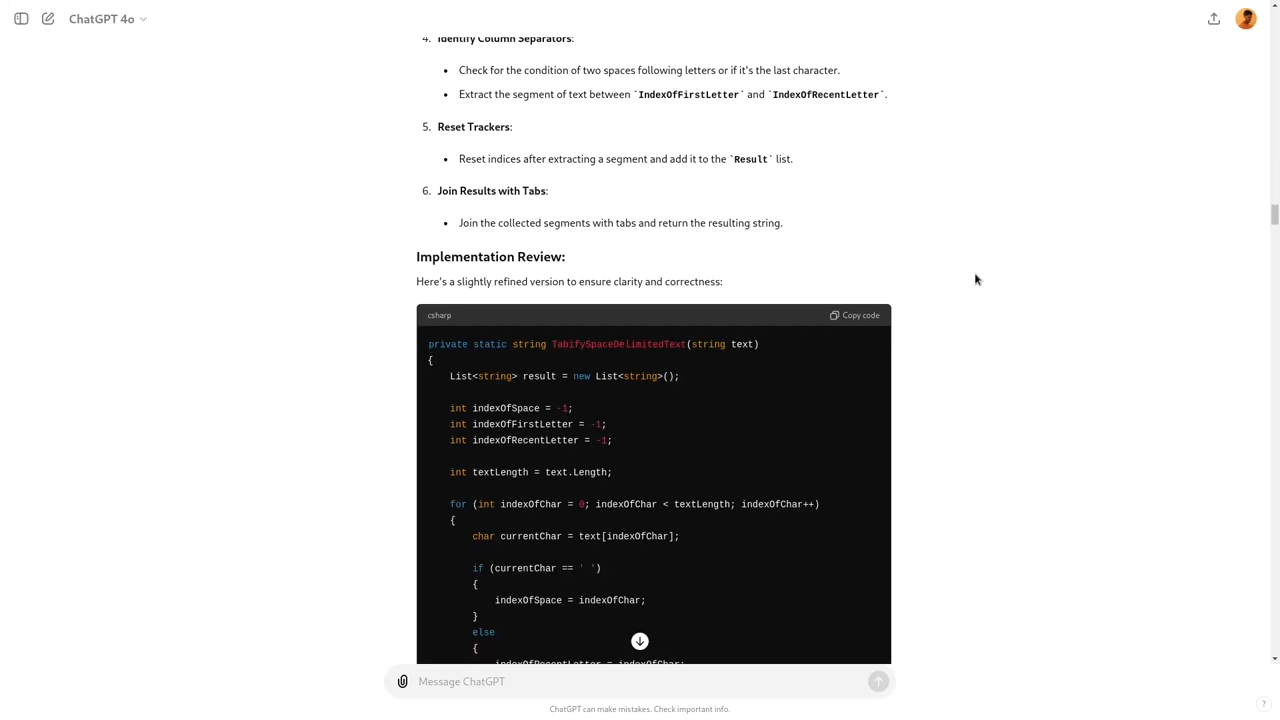 ChatGPT 4o
4. Identify Column Separators:
• Check for the condition of two spaces following letters or if it's the last character.
• Extract the segment of text between `IndexOfFirstLetter` and `IndexOfRecentLetter`.
5. Reset Trackers:
• Reset indices after extracting a segment and add it to the `Result` list.
6. Join Results with Tabs:
• Join the collected segments with tabs and return the resulting string.
Implementation Review:
Here's a slightly refined version to ensure clarity and correctness:
csharp Copy code
private static string TabifySpaceDelimitedText(string text)
{
    List<string> result = new List<string>();
    int indexOfSpace = -1;
    int indexOfFirstLetter = -1;
    int indexOfRecentLetter = -1;
    int textLength = text.Length;
    for (int indexOfChar = 0; indexOfChar < textLength; indexOfChar++)
    {
        char currentChar = text[indexOfChar];
        if (currentChar == ' ')
        {
            indexOfSpace = indexOfChar;
        }
        else
        {
            indexOfRecentLetter = indexOfChar;
Message ChatGPT
ChatGPT can make mistakes. Check important info.
?